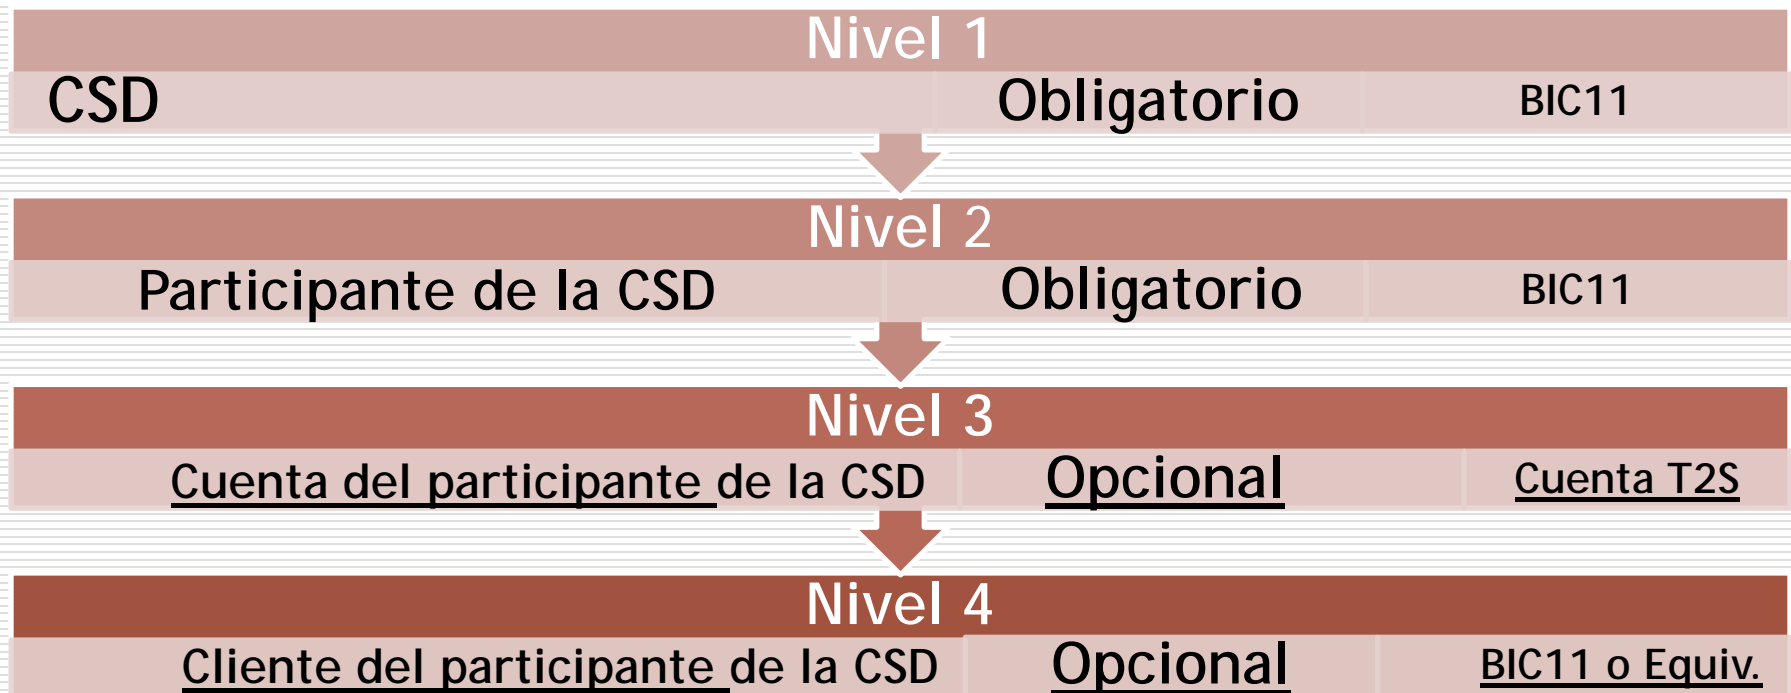 Nivel 1
CSD Obligatorio BIC11
Nivel 2
Participante de la CSD Obligatorio BIC11
Nivel 3
Cuenta del participante de la CSD Opcional Cuenta T2S
Nivel 4
Cliente del participante de la CSD Opcional BIC11 o Equiv.